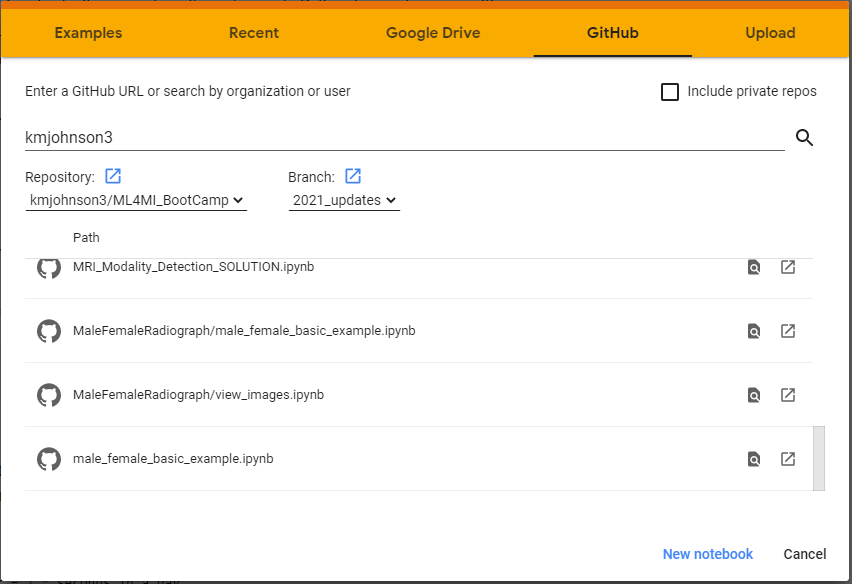 Examples Recent Google Drive GitHub Upload
Enter a GitHub URL or search by organization or user Include private repos
kmjohnson3
Repository: Branch:
kmjohnson3/ML4MI_BootCamp 2021_updates
Path
MRI_Modality_Detection_SOLUTION.ipynb
MaleFemaleRadiograph/male_female_basic_example.ipynb
MaleFemaleRadiograph/view_images.ipynb
male_female_basic_example.ipynb
New notebook Cancel